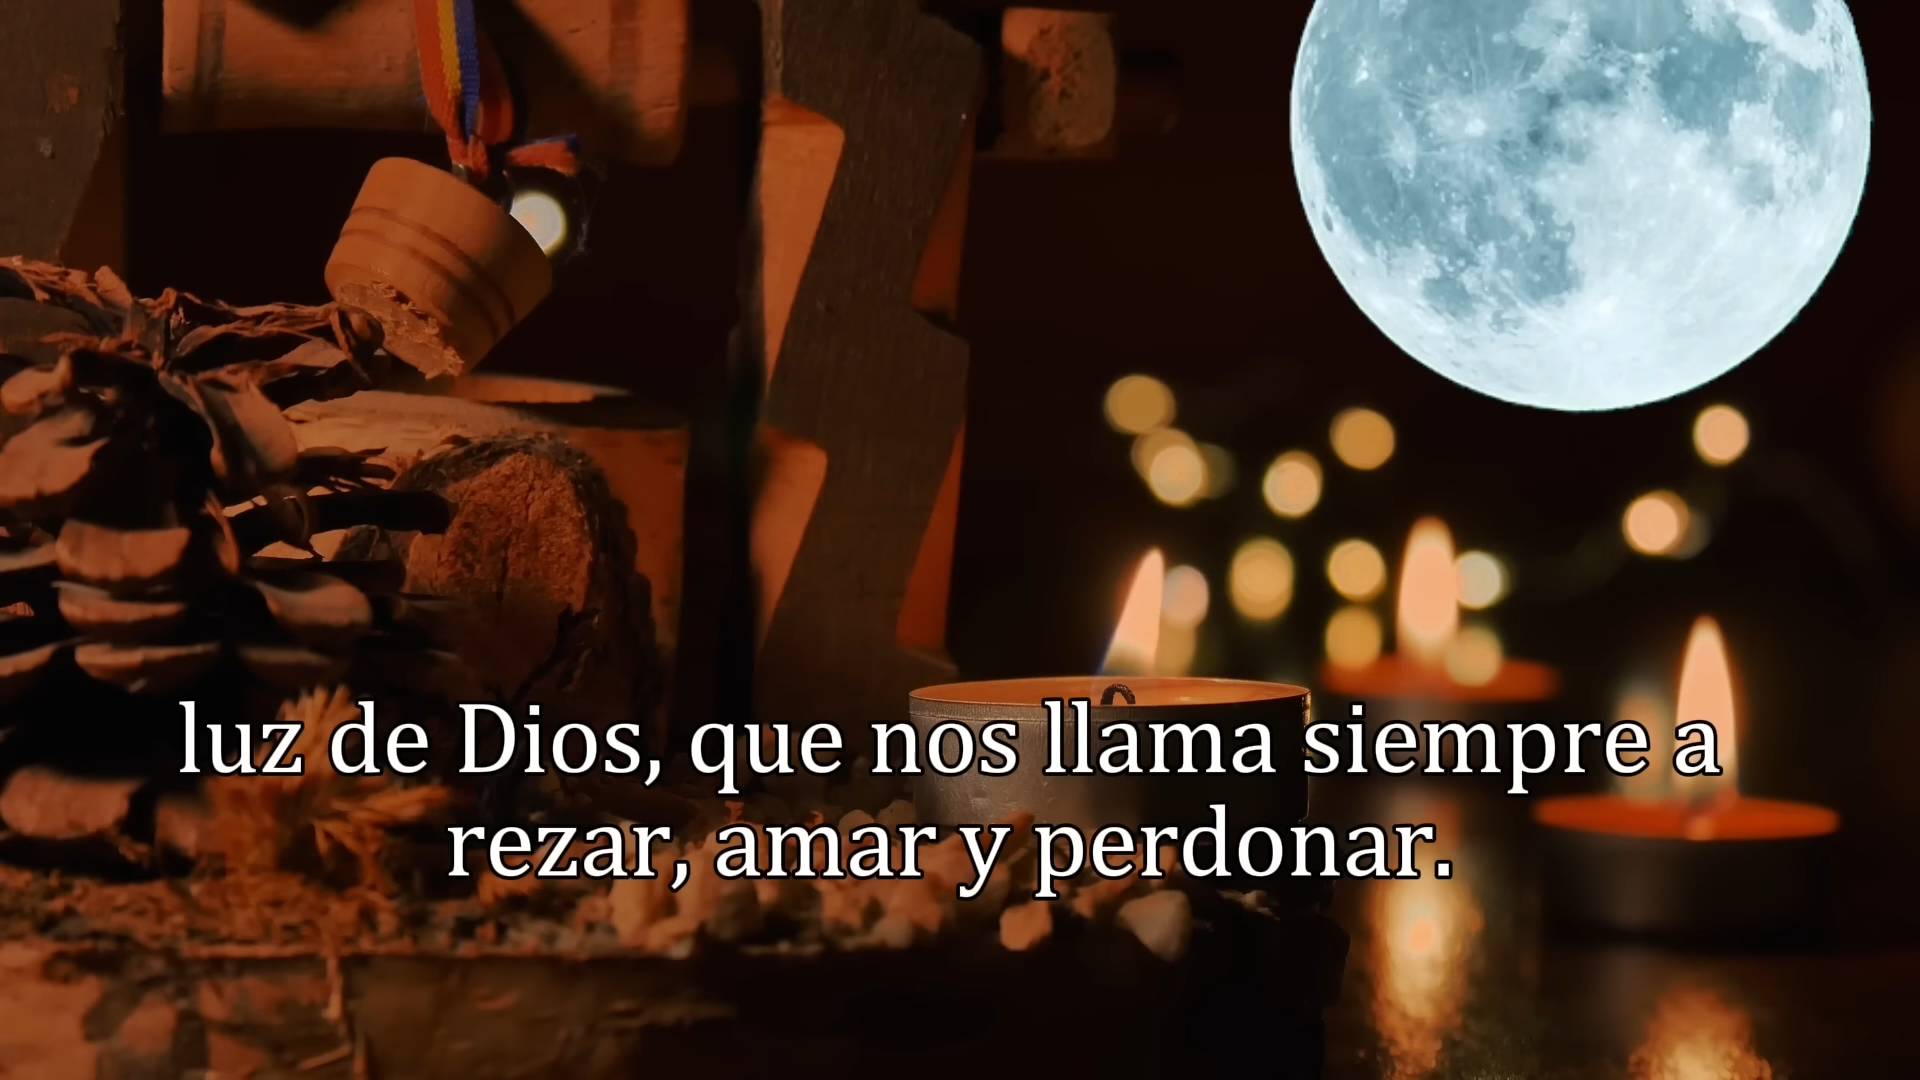 luz de Dios, que nos llama siempre a
rezar, amar y perdonar.